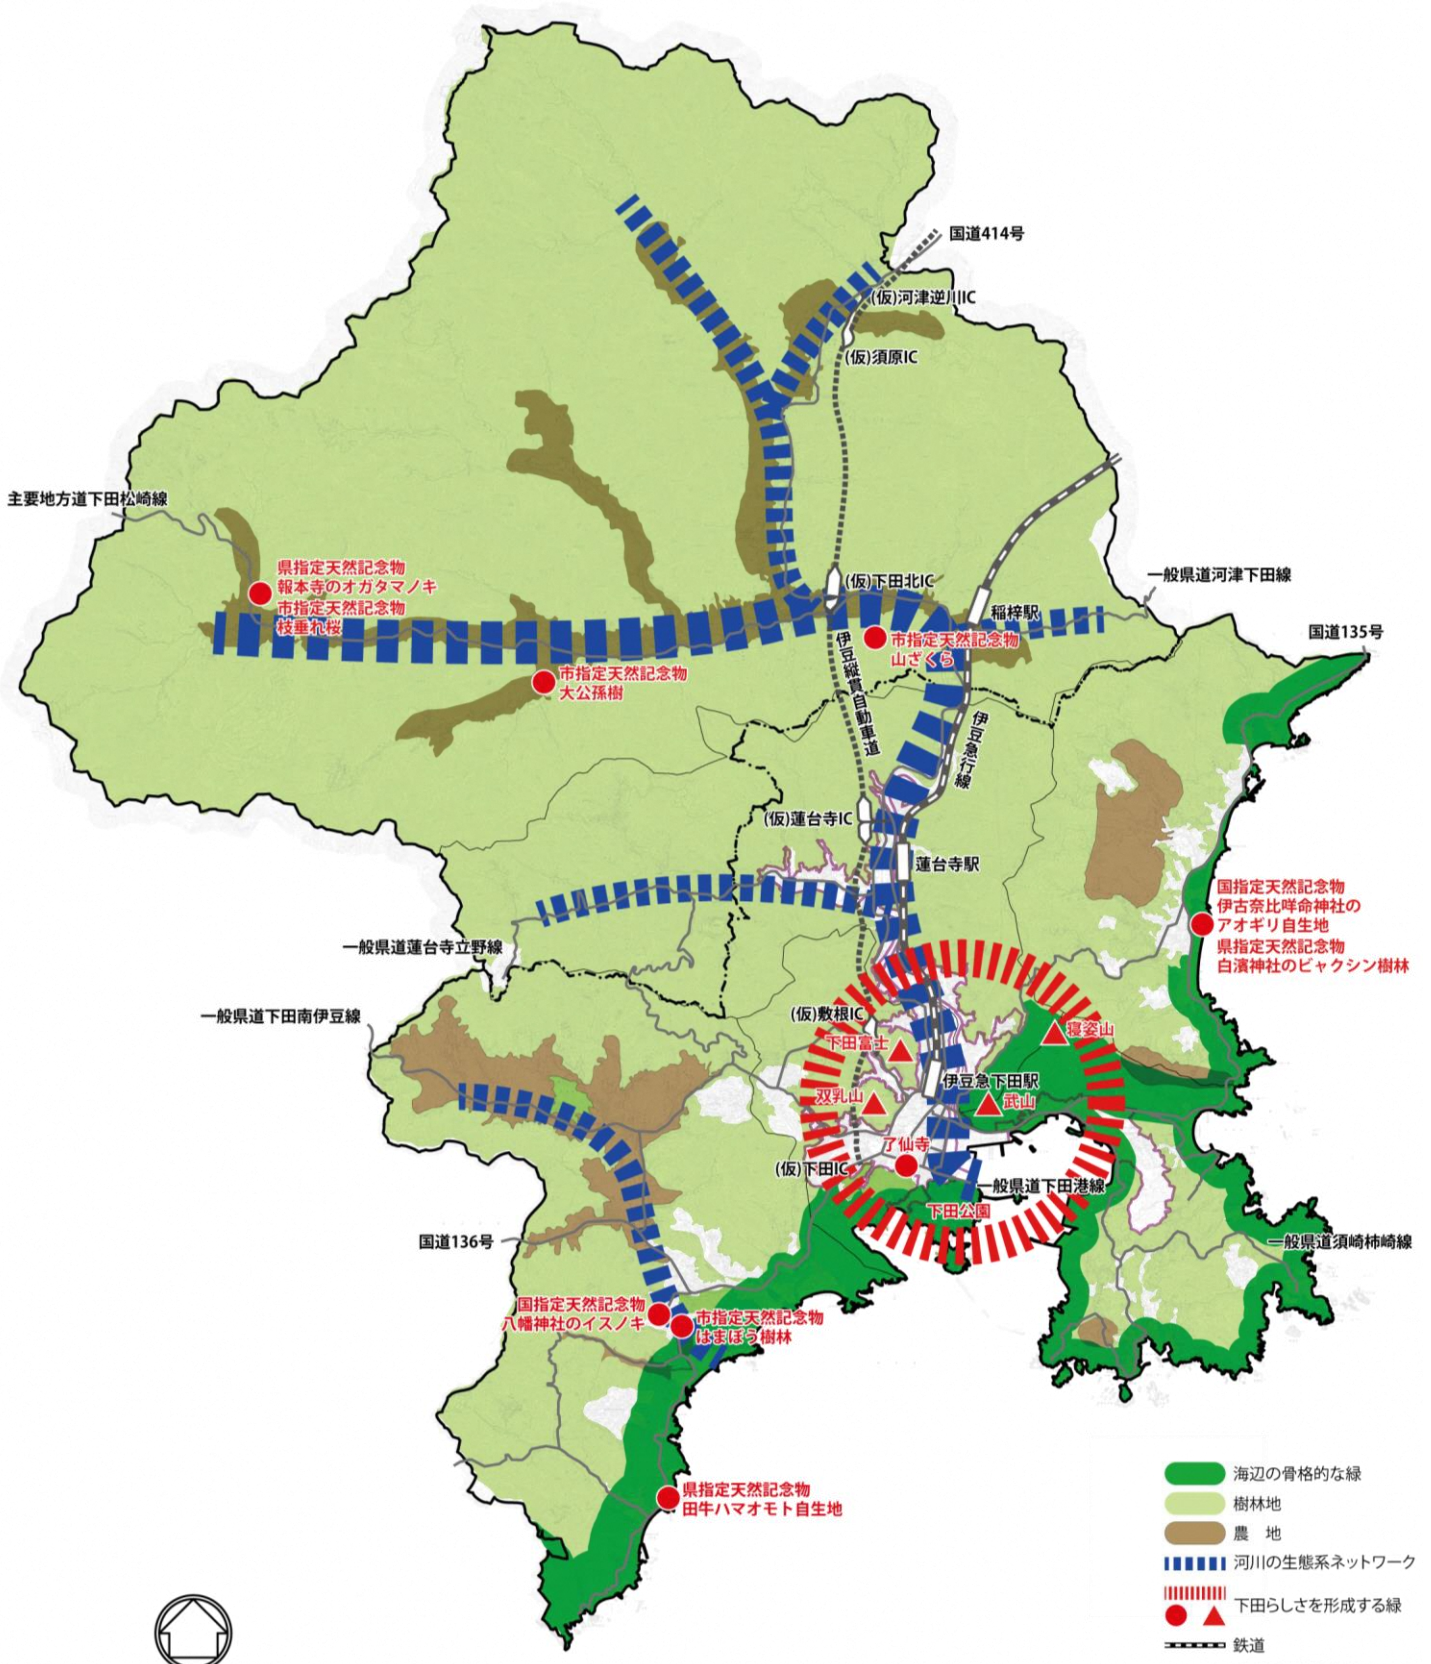 国道414号
(仮)河津逆川IC
(仮)須原IC
主要地方道下田松崎線
県指定天然記念物
報本寺のオガタマノキ
市指定天然記念物
枝垂れ桜
(仮)下田北IC
一般県道河津下田線
稲梓駅
国道135号
市指定天然記念物
山ざくら
市指定天然記念物
大公孫樹
伊豆縦貫自動車道
伊豆急行線
(仮)蓮台寺IC
蓮台寺駅
国指定天然記念物
伊古奈比咩命神社の
アオギリ自生地
県指定天然記念物
白濱神社のビャクシン樹林
一般県道蓮台寺立野線
一般県道下田南伊豆線
(仮)敷根IC
下田富士
寝姿山
伊豆急下田駅
双乳山
武山
了仙寺
(仮)下田IC
一般県道下田港線
下田公園
国道136号
一般県道須崎柿崎線
国指定天然記念物
八幡神社のイスノキ
市指定天然記念物
はまぼう樹林
県指定天然記念物
田牛ハマオモト自生地
海辺の骨格的な緑
樹林地
農　地
河川の生態系ネットワーク
下田らしさを形成する緑
鉄道